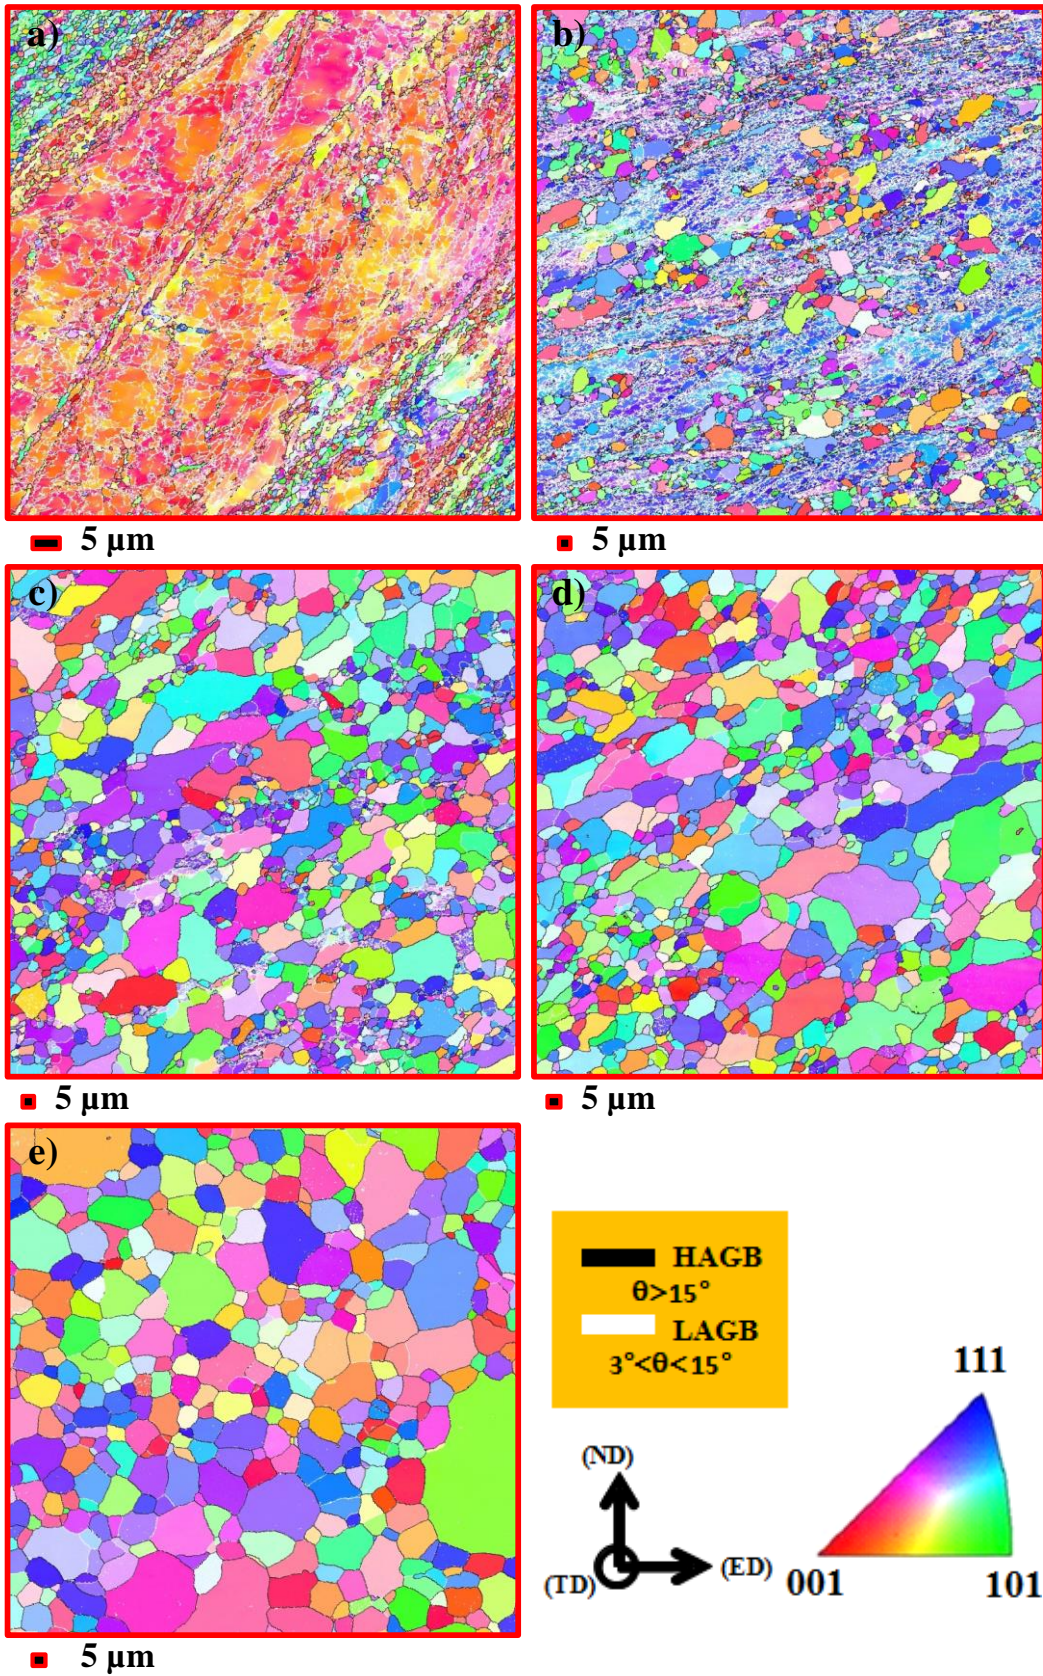 a)
b)
5 µm
5 µm
c)
d)
5 µm
5 µm
e)
HAGB
θ>15°
LAGB
3°<θ<15°
111
(ND)
(TD)
(ED)
001
101
5 µm